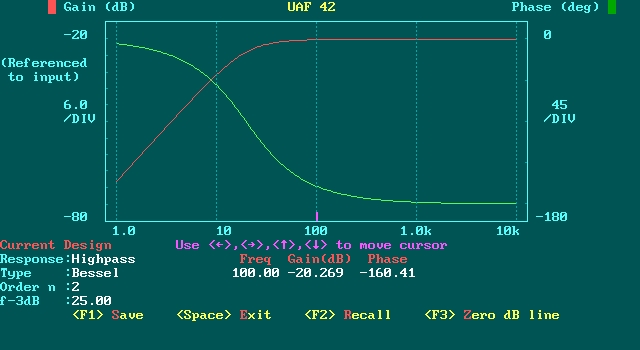 Gain (dB) UAF 42 Phase (deg)
-20 0
(Referenced
to input)
6.0 45
/DIV /DIV
-80 -180
1.0 10 100 1.0k 10k
Current Design Use <←>,<→>,<↑>,<↓> to move cursor
Response:Highpass Freq Gain(dB) Phase
Type :Bessel 100.00 -20.269 -160.41
Order n :2
f-3dB :25.00
<F1> Save <Space> Exit <F2> Recall <F3> Zero dB line